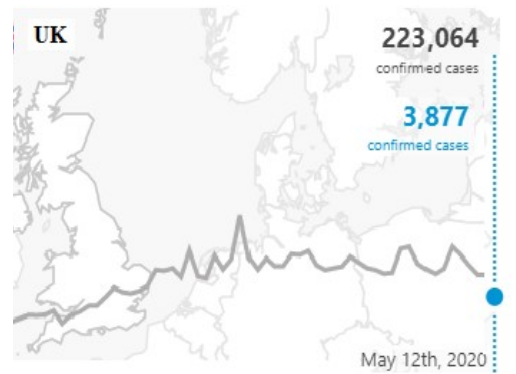 UK
223,064
confirmed cases
3,877
confirmed cases
May 12th, 2020